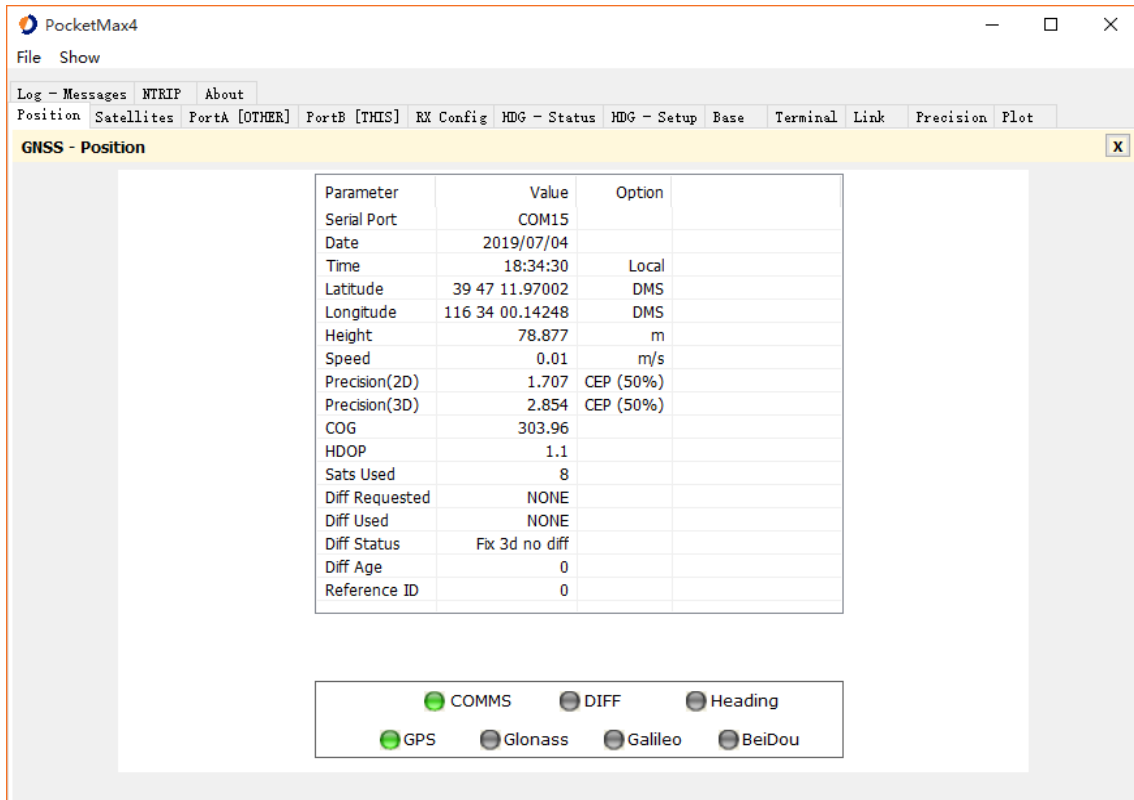 PocketMax4
File Show
Log - Messages NTRIP About
Position Satellites PortA [OTHER] PortB [THIS] RX Config HDG - Status HDG - Setup Base Terminal Link Precision Plot
GNSS - Position X
Parameter Value Option
Serial Port COM15
Date 2019/07/04
Time 18:34:30 Local
Latitude 39 47 11.97002 DMS
Longitude 116 34 00.14248 DMS
Height 78.877 m
Speed 0.01 m/s
Precision(2D) 1.707 CEP (50%)
Precision(3D) 2.854 CEP (50%)
COG 303.96
HDOP 1.1
Sats Used 8
Diff Requested NONE
Diff Used NONE
Diff Status Fix 3d no diff
Diff Age 0
Reference ID 0
COMMS DIFF Heading
GPS Glonass Galileo BeiDou